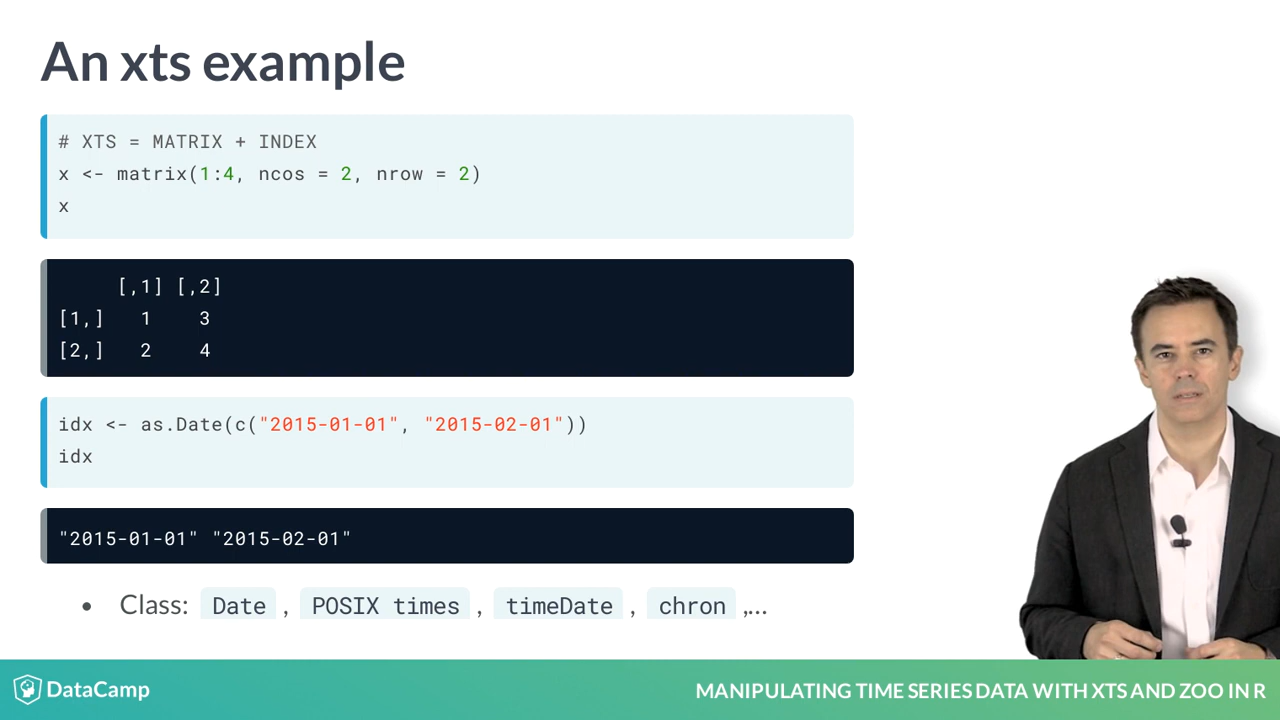 An xts example
# XTS = MATRIX + INDEX
x <- matrix(1:4, ncos = 2, nrow = 2)
x
[,1] [,2]
[1,] 1 3
[2,] 2 4
idx <- as.Date(c("2015-01-01", "2015-02-01"))
idx
"2015-01-01" "2015-02-01"
• Class: Date , POSIX times , timeDate , chron ,...
DataCamp
MANIPULATING TIME SERIES DATA WITH XTS AND ZOO IN R